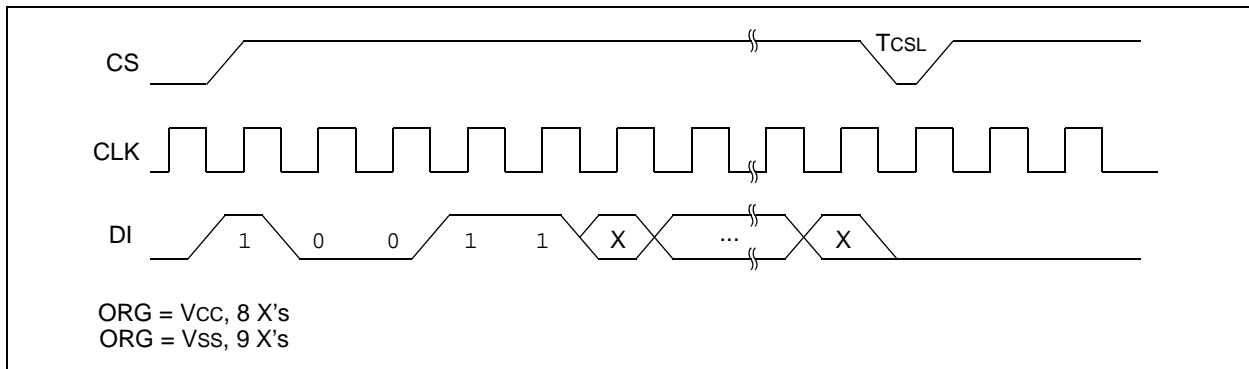 CS
TCSL
CLK
DI
1 0 0 1 1 X ... X
ORG = VCC, 8 X's
ORG = VSS, 9 X's